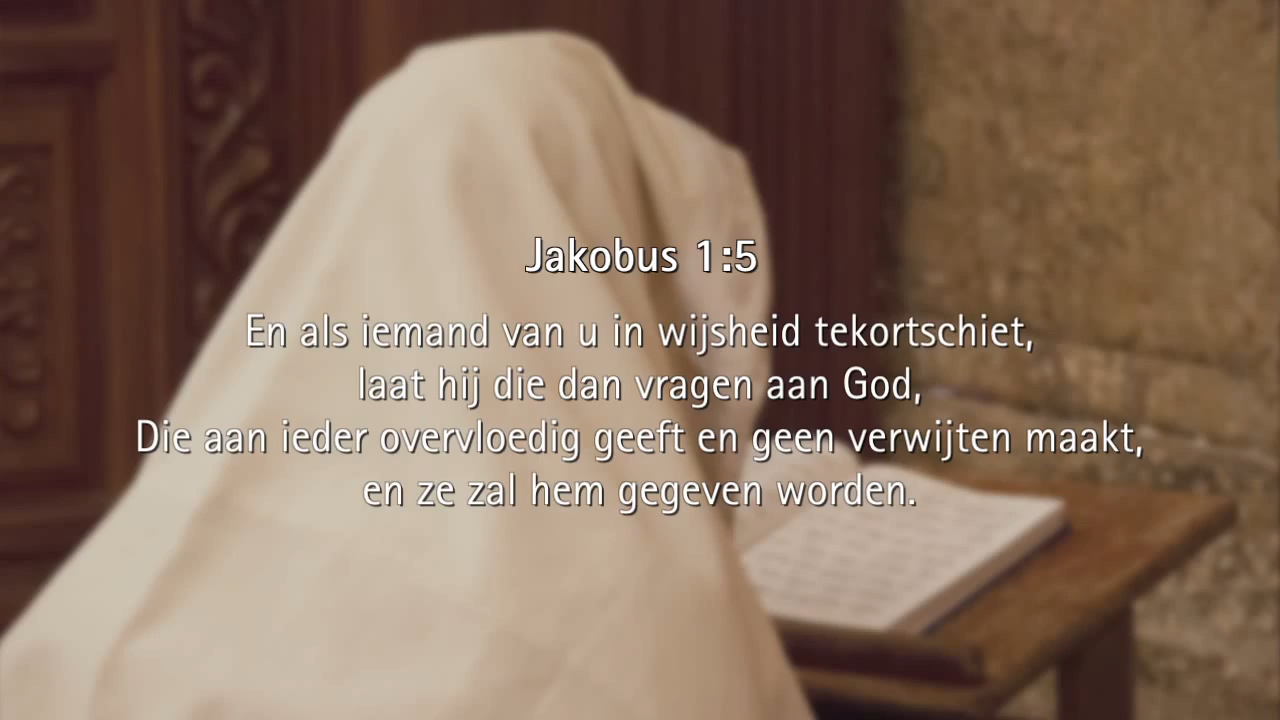 Jakobus 1:5
En als iemand van u in wijsheid tekortschiet,
laat hij die dan vragen aan God,
Die aan ieder overvloedig geeft en geen verwijten maakt,
en ze zal hem gegeven worden.